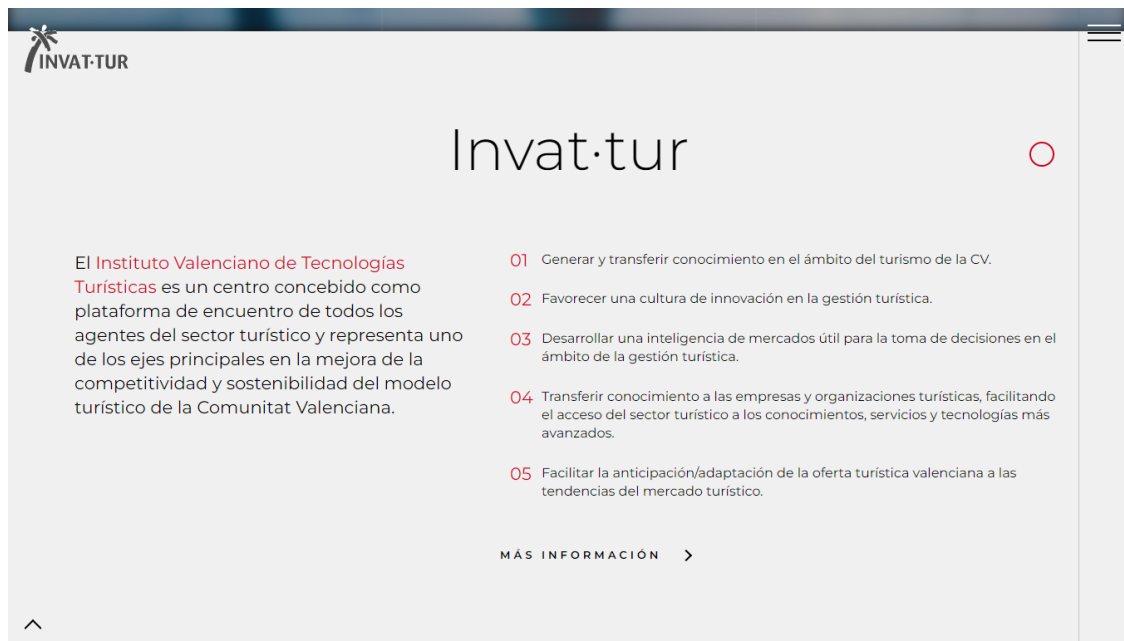 INVAT·TUR
Invat·tur
El Instituto Valenciano de Tecnologías
Turísticas es un centro concebido como
plataforma de encuentro de todos los
agentes del sector turístico y representa uno
de los ejes principales en la mejora de la
competitividad y sostenibilidad del modelo
turístico de la Comunitat Valenciana.
01 Generar y transferir conocimiento en el ámbito del turismo de la CV.
02 Favorecer una cultura de innovación en la gestión turística.
03 Desarrollar una inteligencia de mercados útil para la toma de decisiones en el
ámbito de la gestión turística.
04 Transferir conocimiento a las empresas y organizaciones turísticas, facilitando
el acceso del sector turístico a los conocimientos, servicios y tecnologías más
avanzados.
05 Facilitar la anticipación/adaptación de la oferta turística valenciana a las
tendencias del mercado turístico.
MÁS INFORMACIÓN